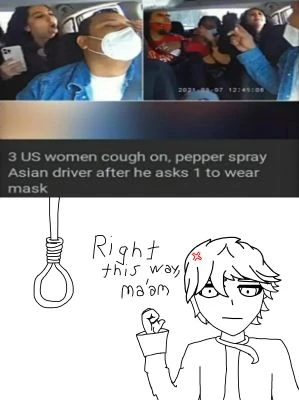 2021-03-07 12:45:06
3 US women cough on, pepper spray
Asian driver after he asks 1 to wear
mask
Right
this way,
ma'am